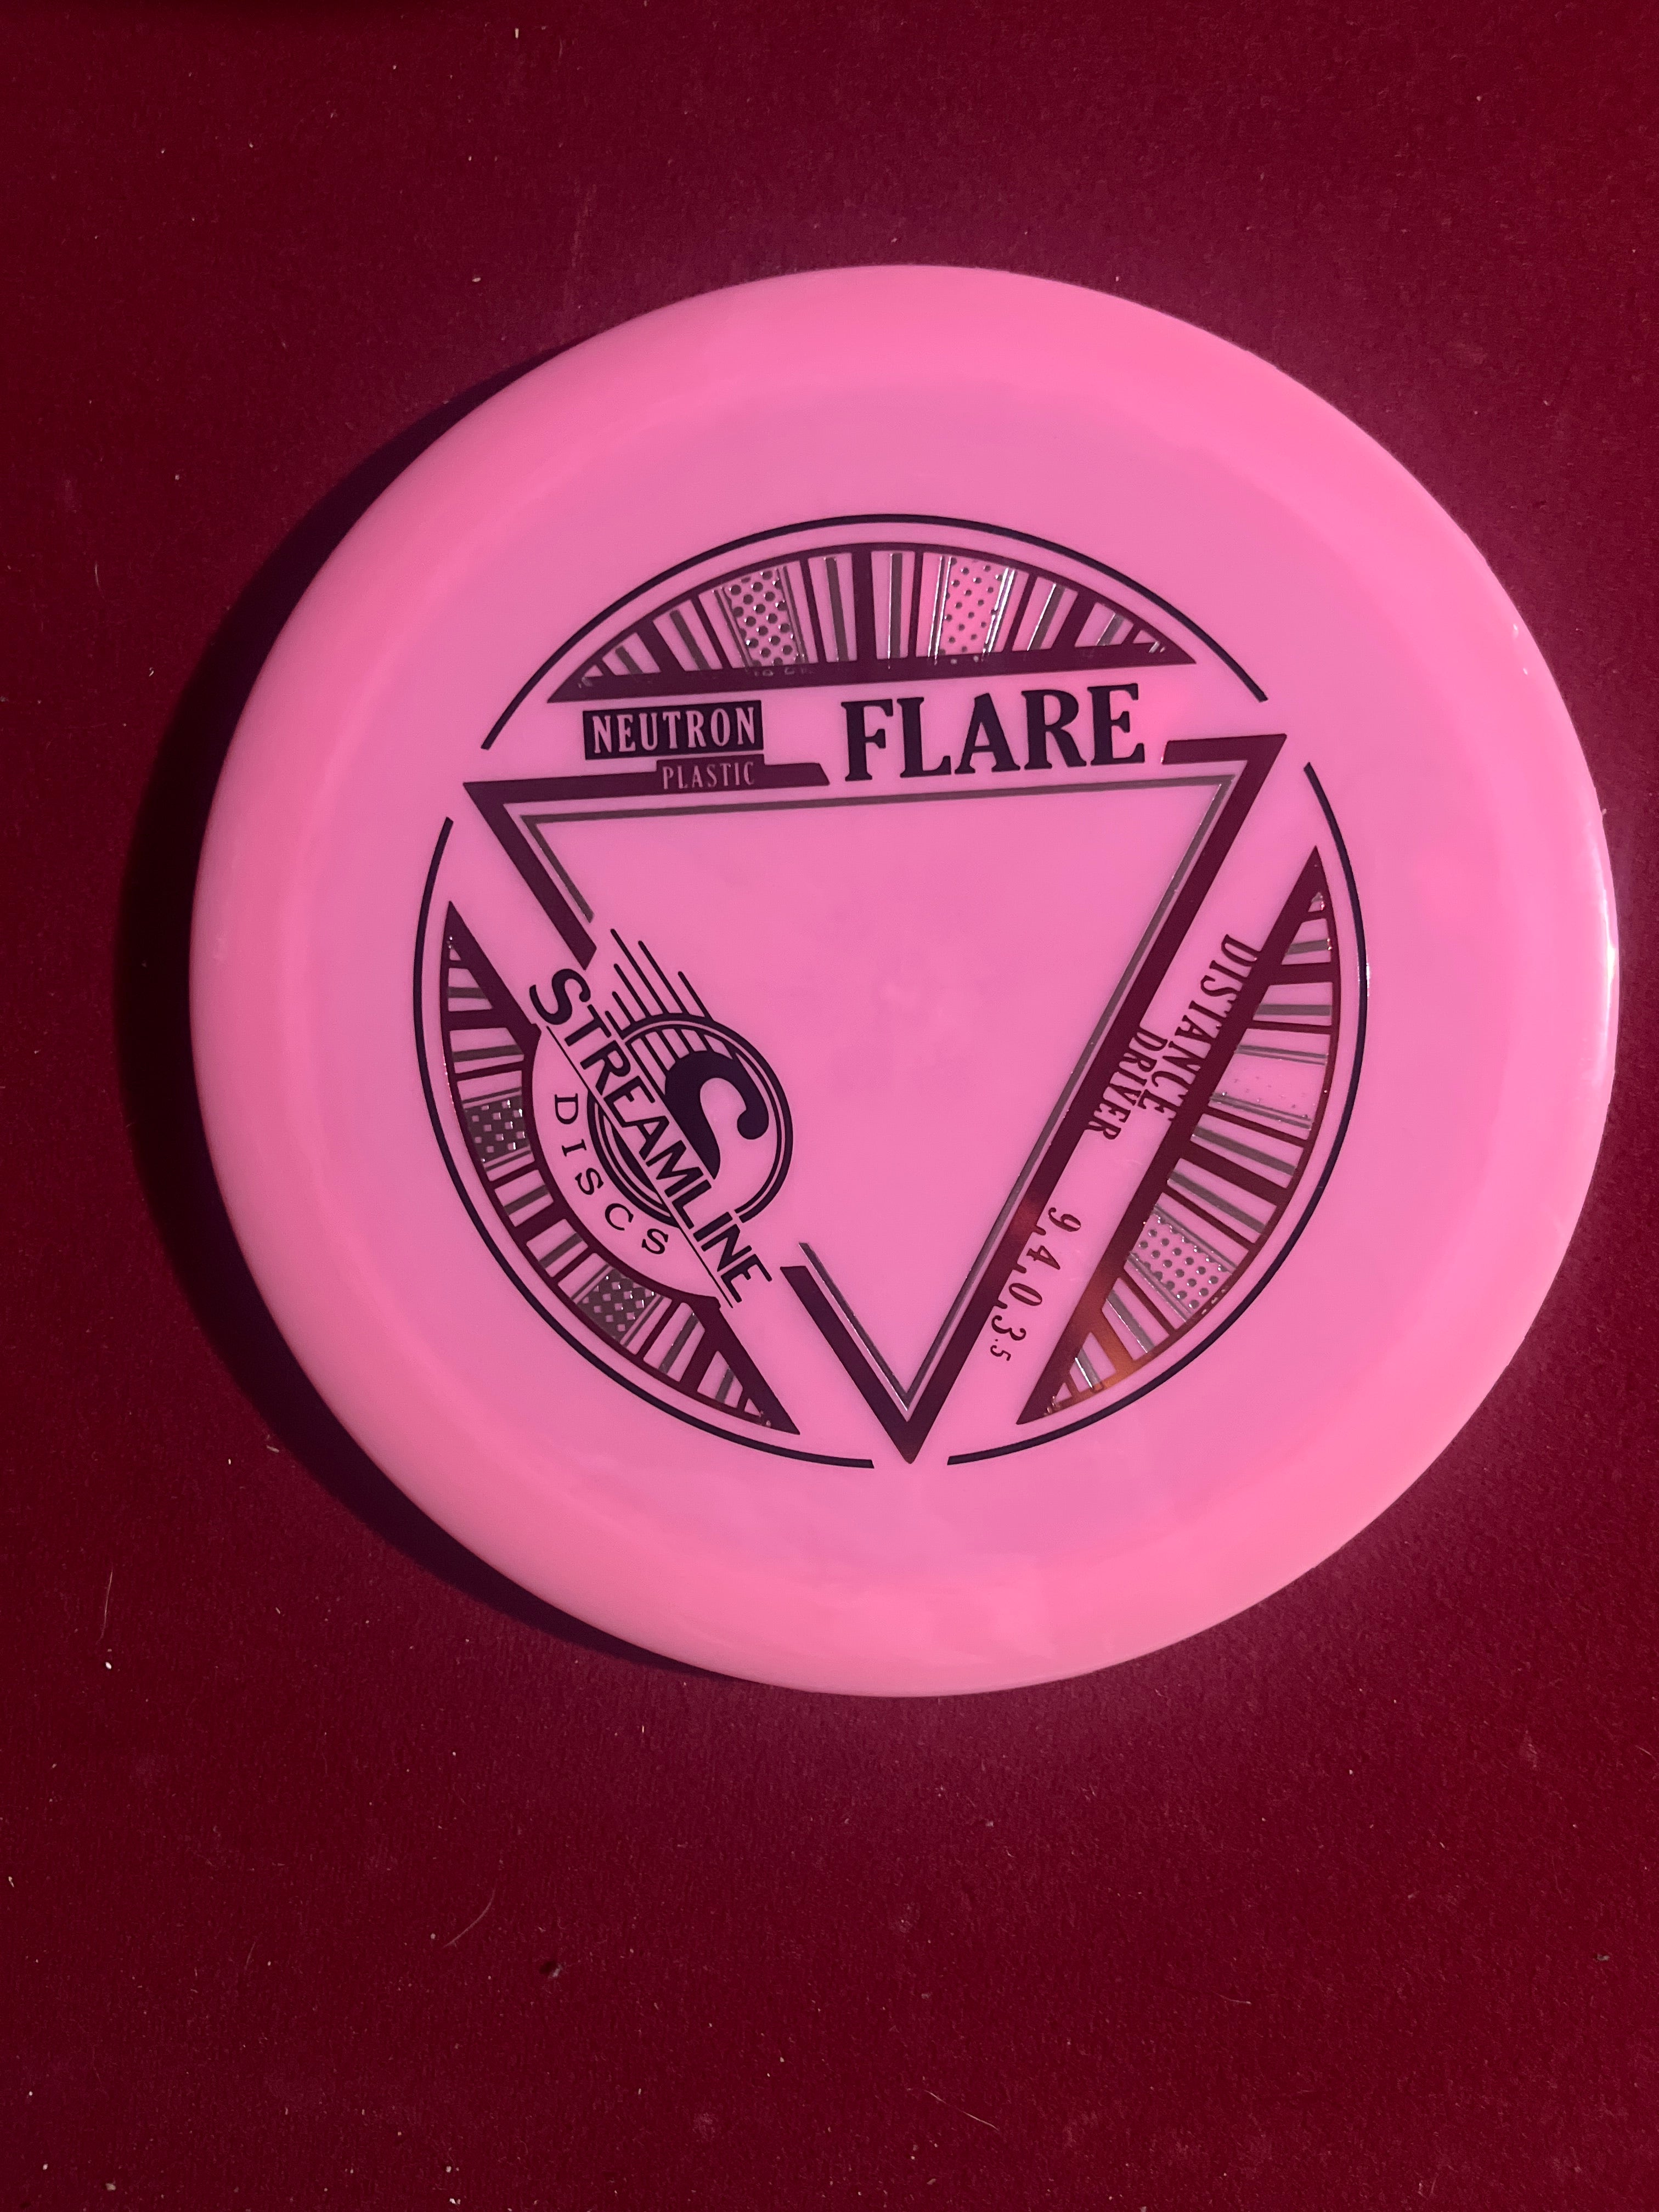 NEUTRON
PLASTIC
FLARE
STREAMLINE
DISCS
S
DISTANCE
DRIVER
9, 4, 0, 3.5